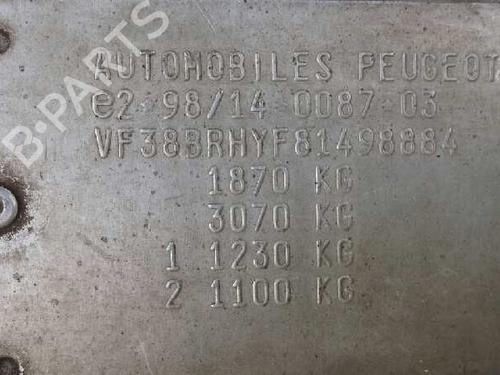 AUTOMOBILES PEUGEOT
e2 98/14 0087 03
VF38BRHYF81498884
1870 KG
3070 KG
1 1230 KG
2 1100 KG
B-PARTS